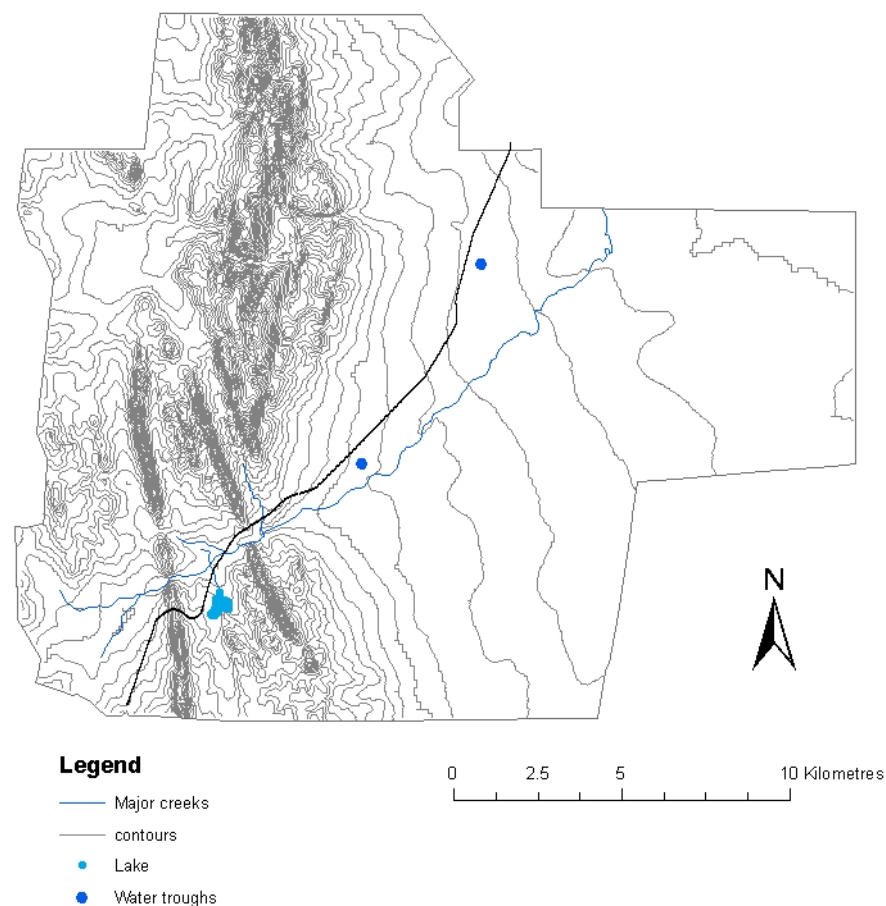 N
Legend
0 2.5 5 10 Kilometres
Major creeks
contours
Lake
Water troughs